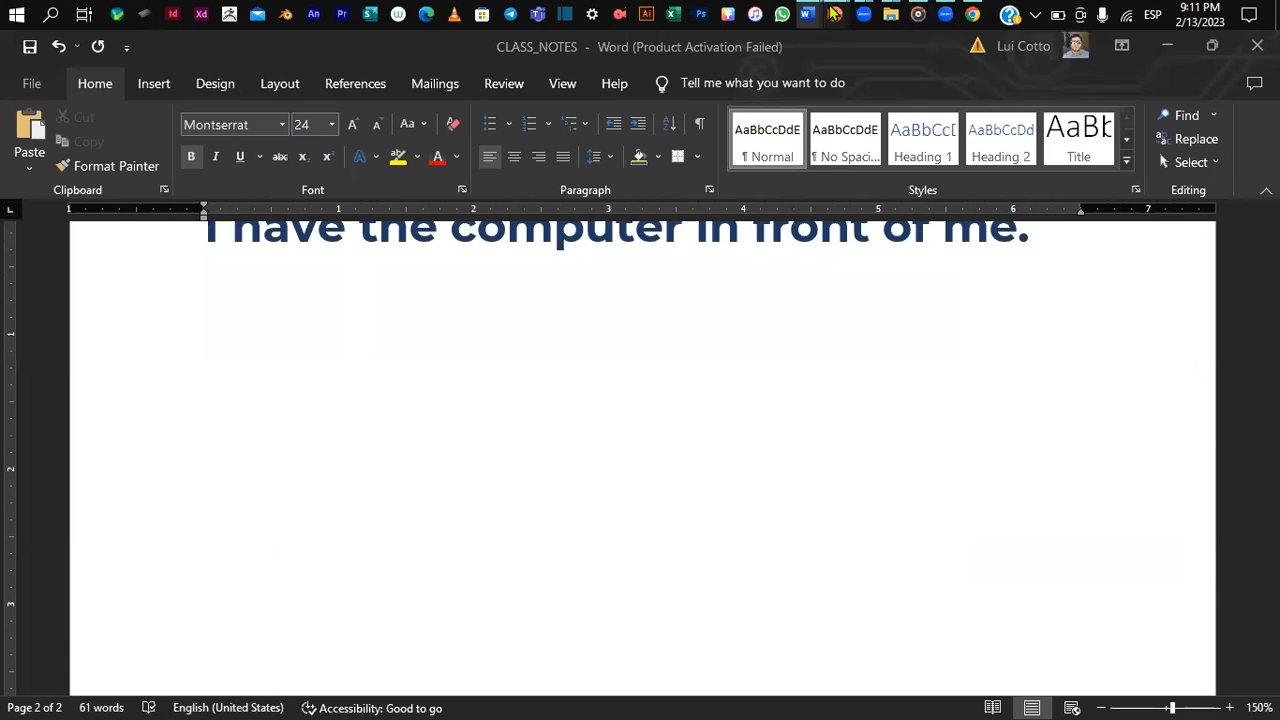 ESP
9:11 PM
2/13/2023
CLASS_NOTES - Word (Product Activation Failed)
Lui Cotto
File
Home
Insert
Design
Layout
References
Mailings
Review
View
Help
Tell me what you want to do
Paste
Cut
Copy
Format Painter
Clipboard
Montserrat
24
Font
Paragraph
AaBbCcDdE
¶ Normal
AaBbCcDdE
¶ No Spaci...
AaBbC(
Heading 1
AaBbCcDd
Heading 2
AaBb
Title
Styles
Find
Replace
Select
Editing
I have the computer in front of me.
Page 2 of 2
61 words
English (United States)
Accessibility: Good to go
150%